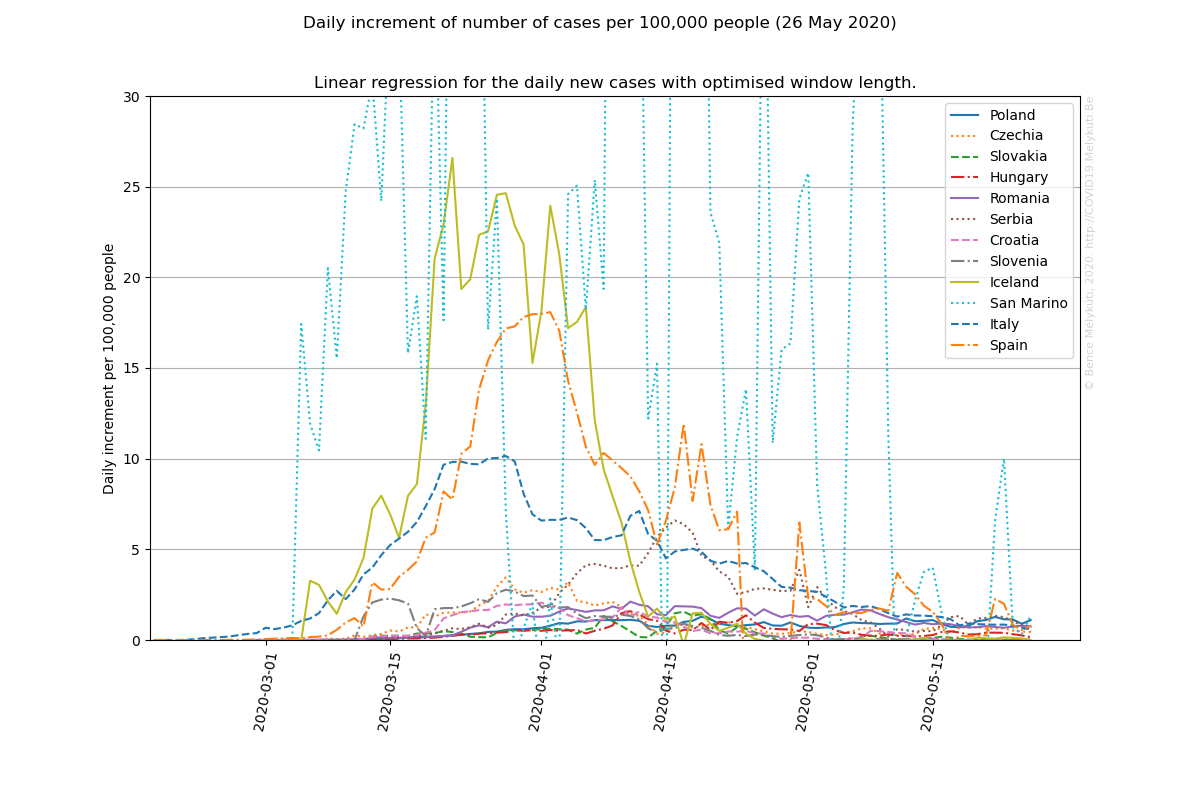 Daily increment of number of cases per 100,000 people (26 May 2020)
Linear regression for the daily new cases with optimised window length.
Daily increment per 100,000 people
30
25
20
15
10
5
0
2020-03-01
2020-03-15
2020-04-01
2020-04-15
2020-05-01
2020-05-15
Poland
Czechia
Slovakia
Hungary
Romania
Serbia
Croatia
Slovenia
Iceland
San Marino
Italy
Spain
© Bence Mélykúti, 2020 http://COVID19.Melykuti.Be